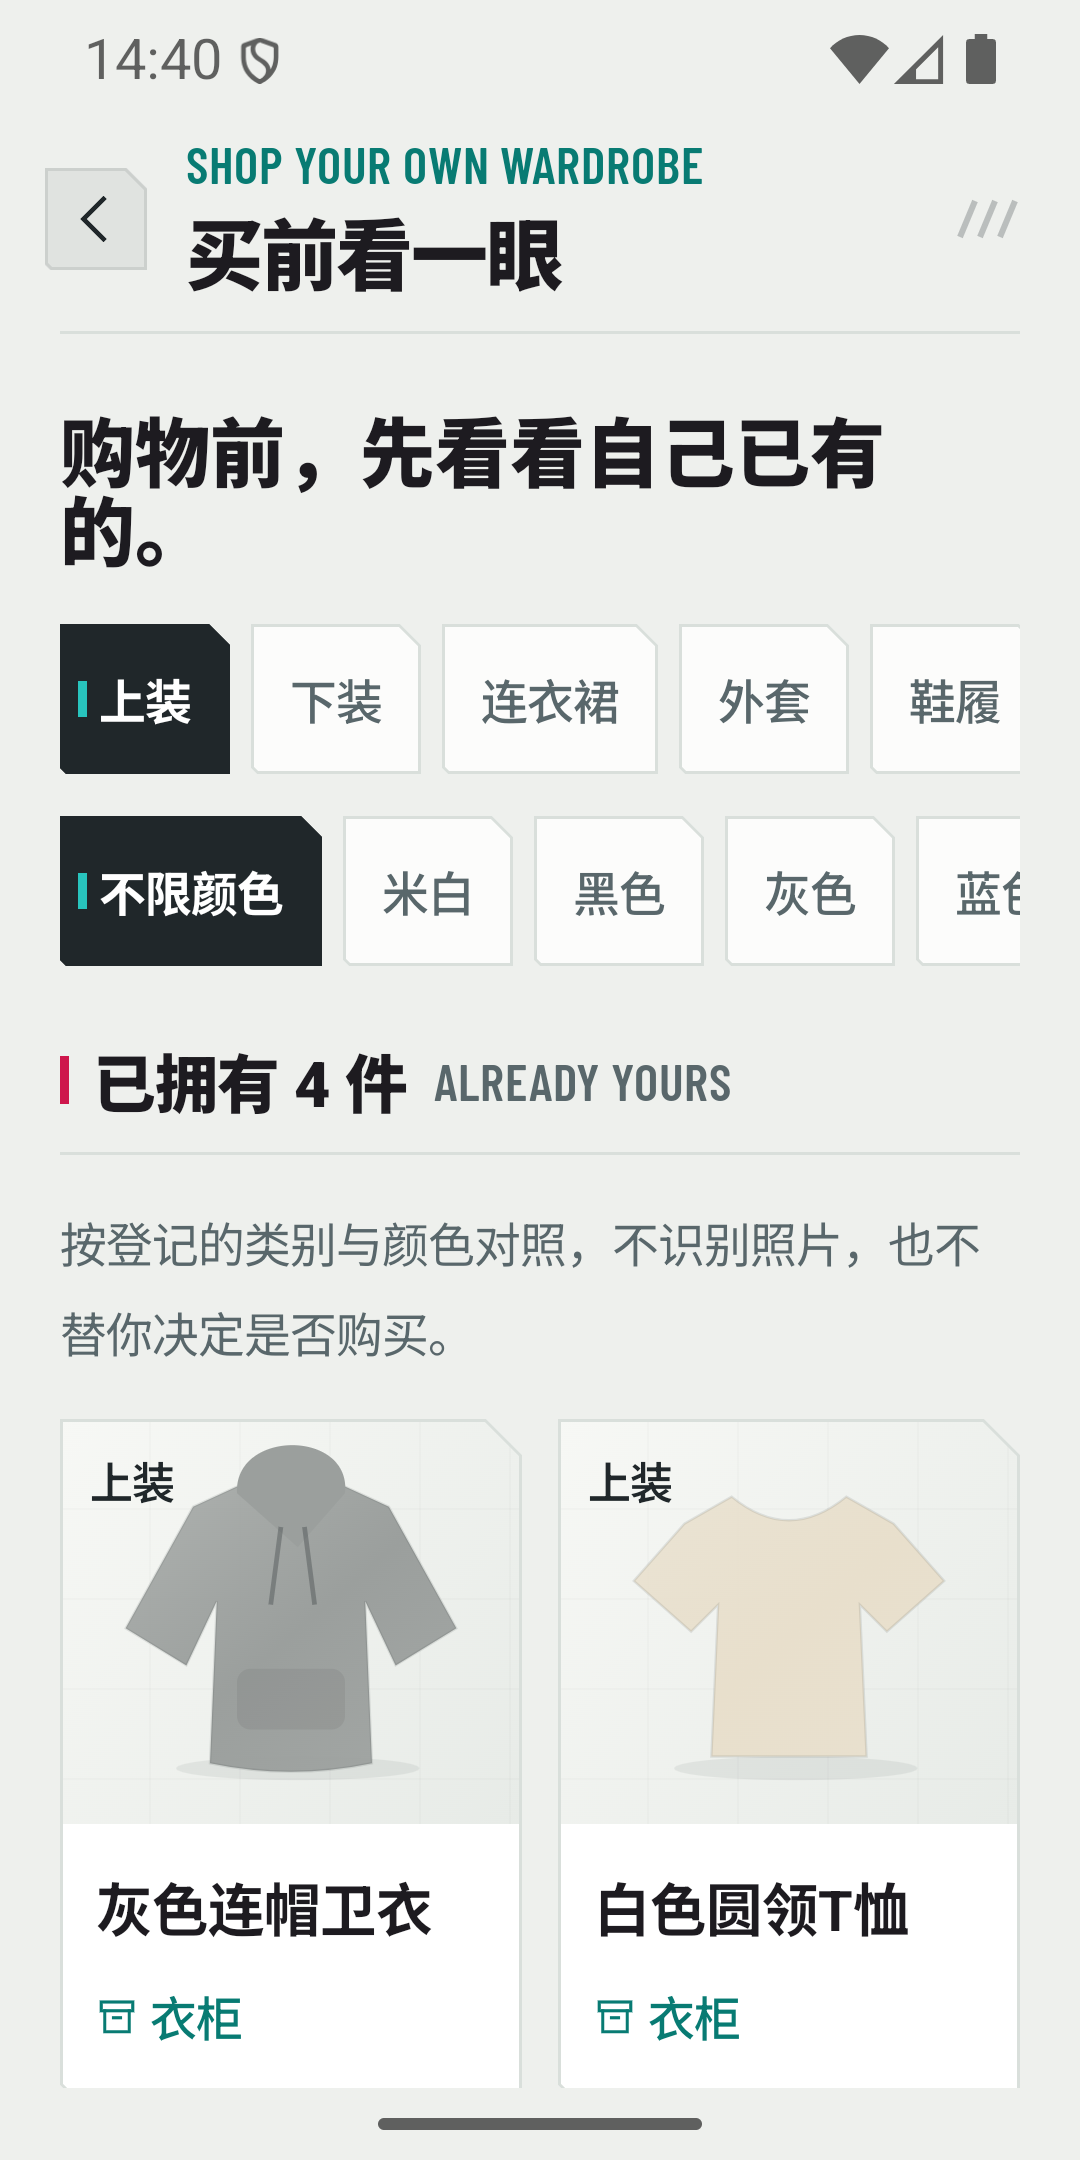 14:40
SHOP YOUR OWN WARDROBE
买前看一眼
购物前，先看看自己已有
的。
上装 下装 连衣裙 外套 鞋履
不限颜色 米白 黑色 灰色 蓝色
已拥有 4 件 ALREADY YOURS
按登记的类别与颜色对照，不识别照片，也不
替你决定是否购买。
上装 上装
灰色连帽卫衣 白色圆领T恤
衣柜 衣柜